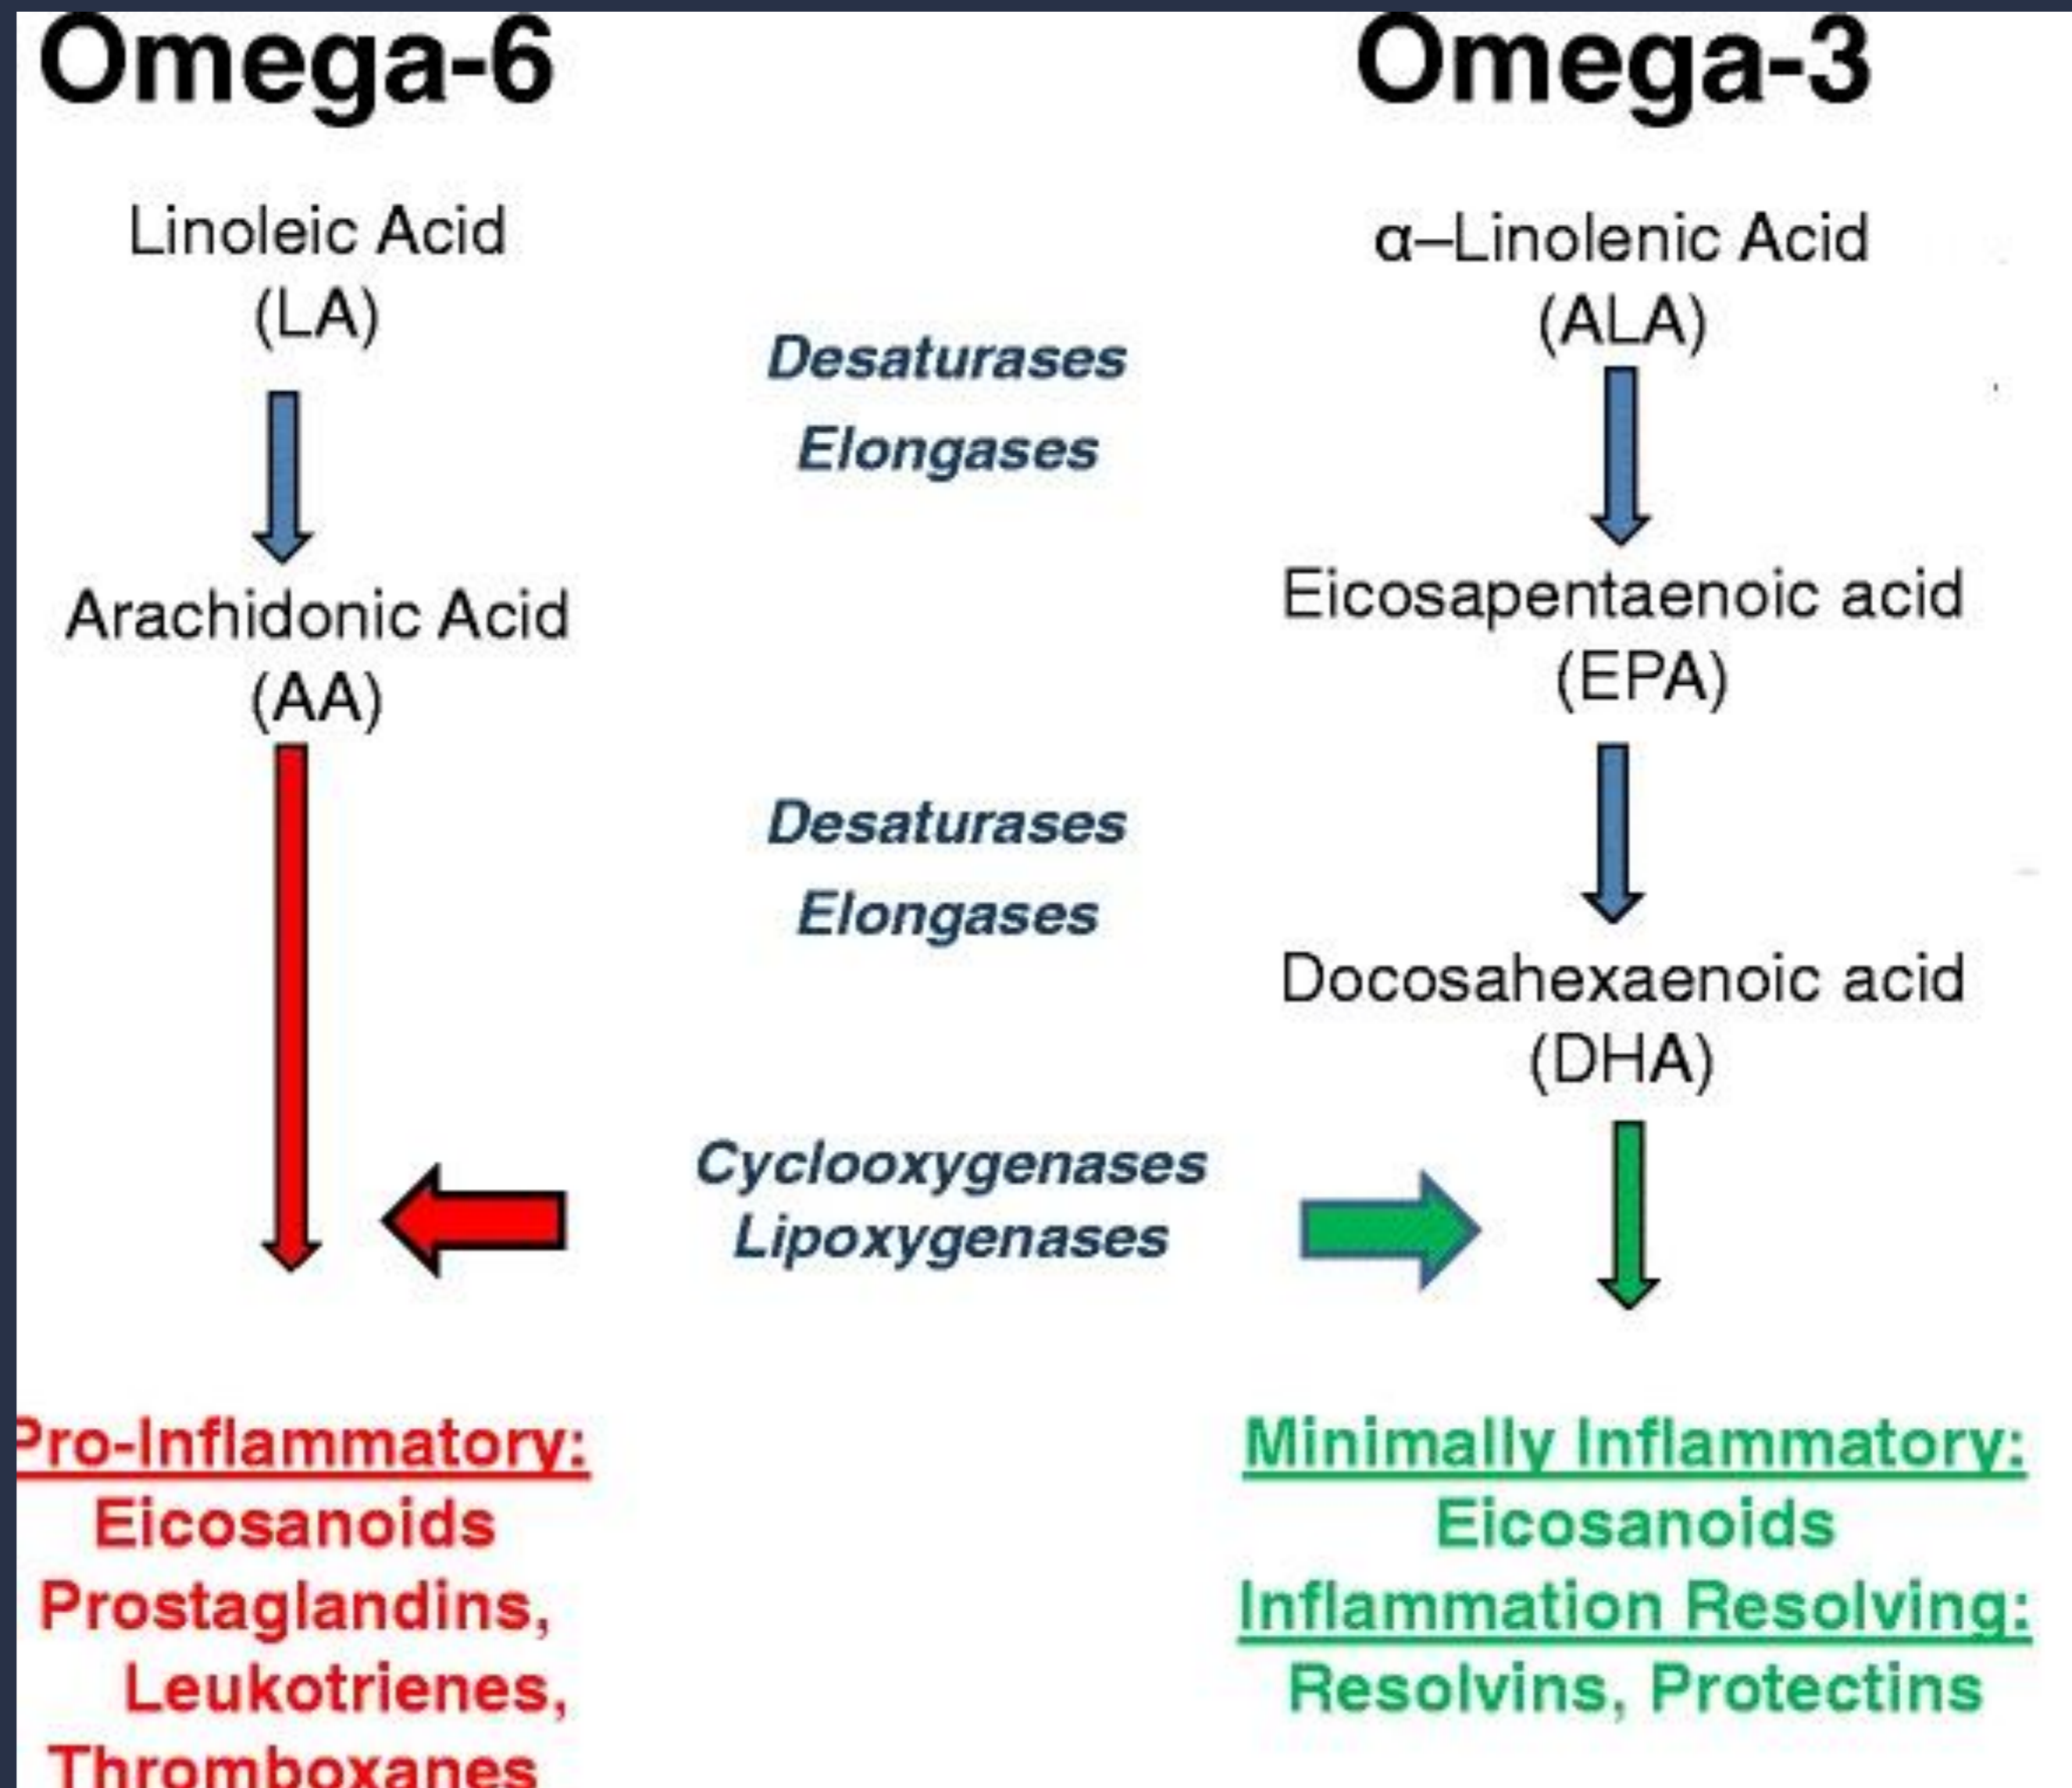 Omega-6
Linoleic Acid
(LA)
Arachidonic Acid
(AA)
Pro-Inflammatory:
Eicosanoids
Prostaglandins,
Leukotrienes,
Thromboxanes
Desaturases
Elongases
Desaturases
Elongases
Cyclooxygenases
Lipoxygenases
Omega-3
α–Linolenic Acid
(ALA)
Eicosapentaenoic acid
(EPA)
Docosahexaenoic acid
(DHA)
Minimally Inflammatory:
Eicosanoids
Inflammation Resolving:
Resolvins, Protectins